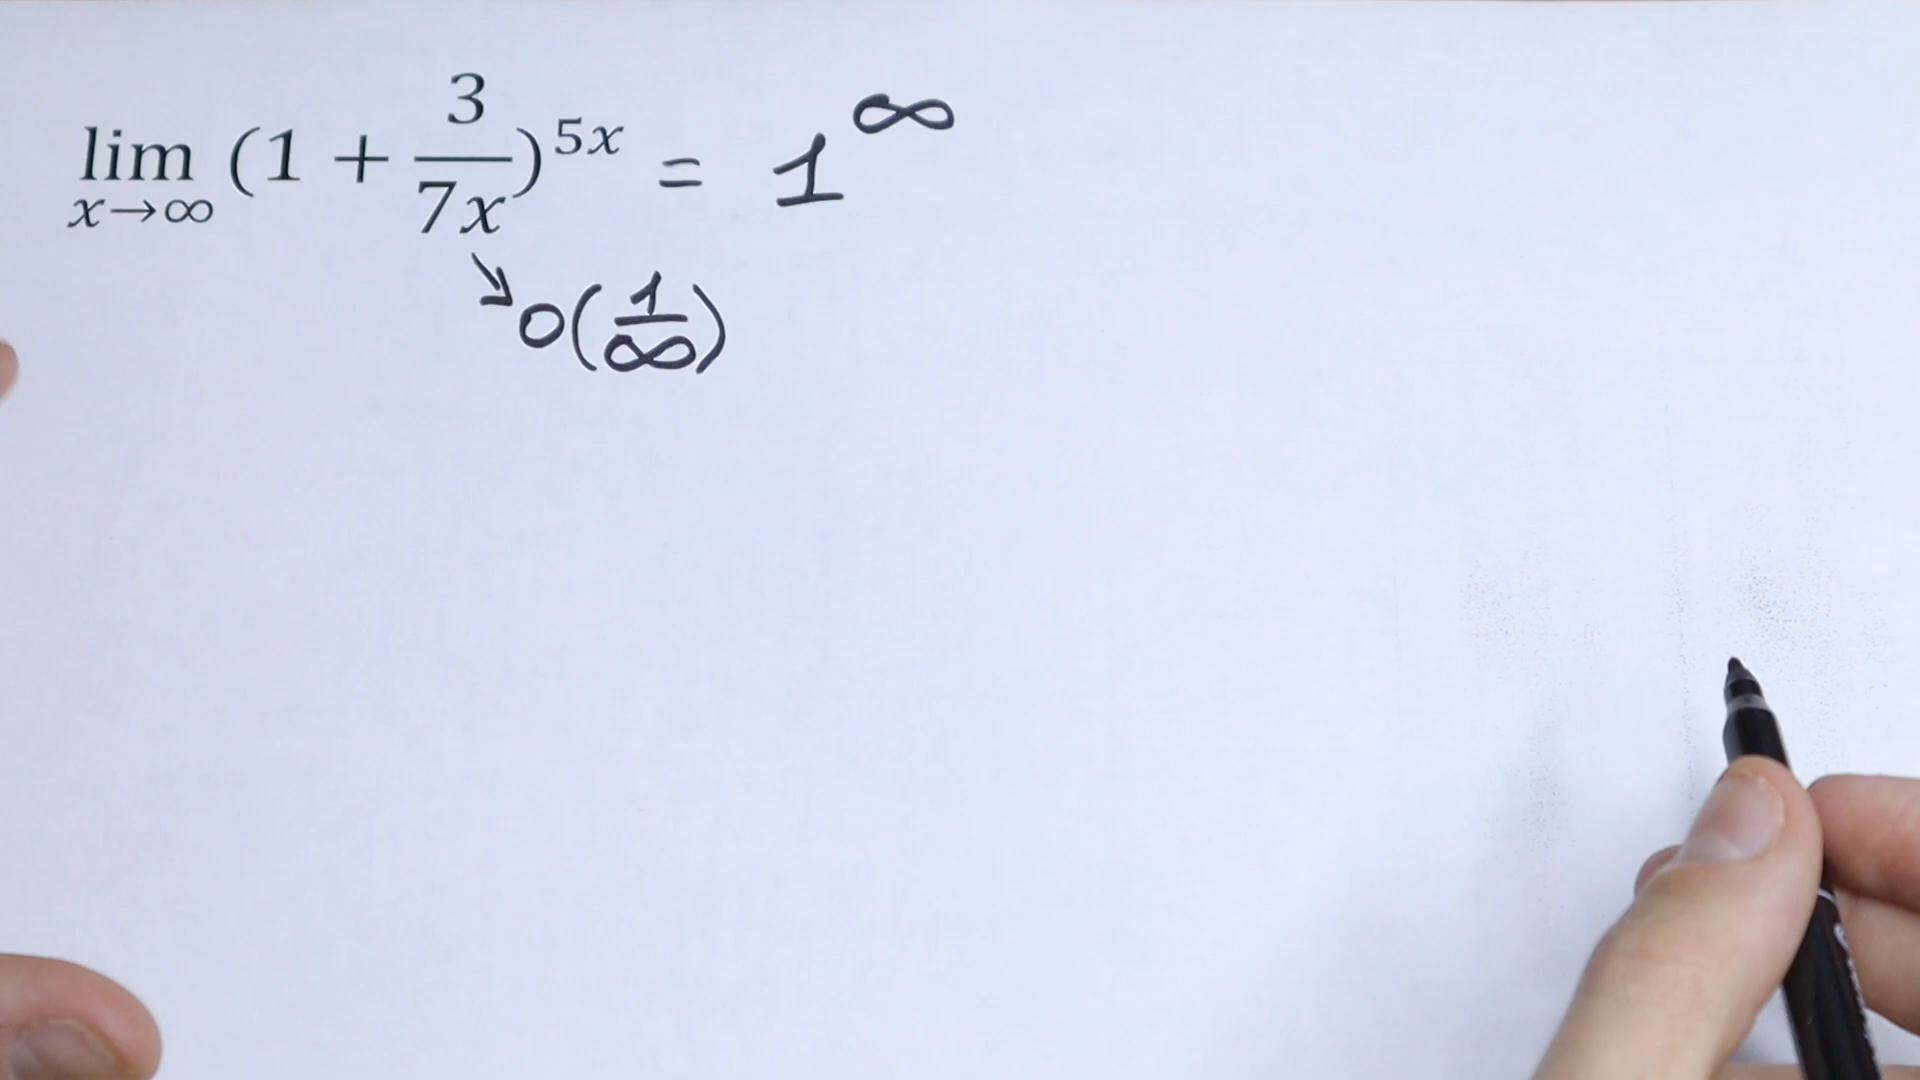 lim x→∞ (1 + 3/7x)^5x = 1^∞
↘ 0(1/∞)